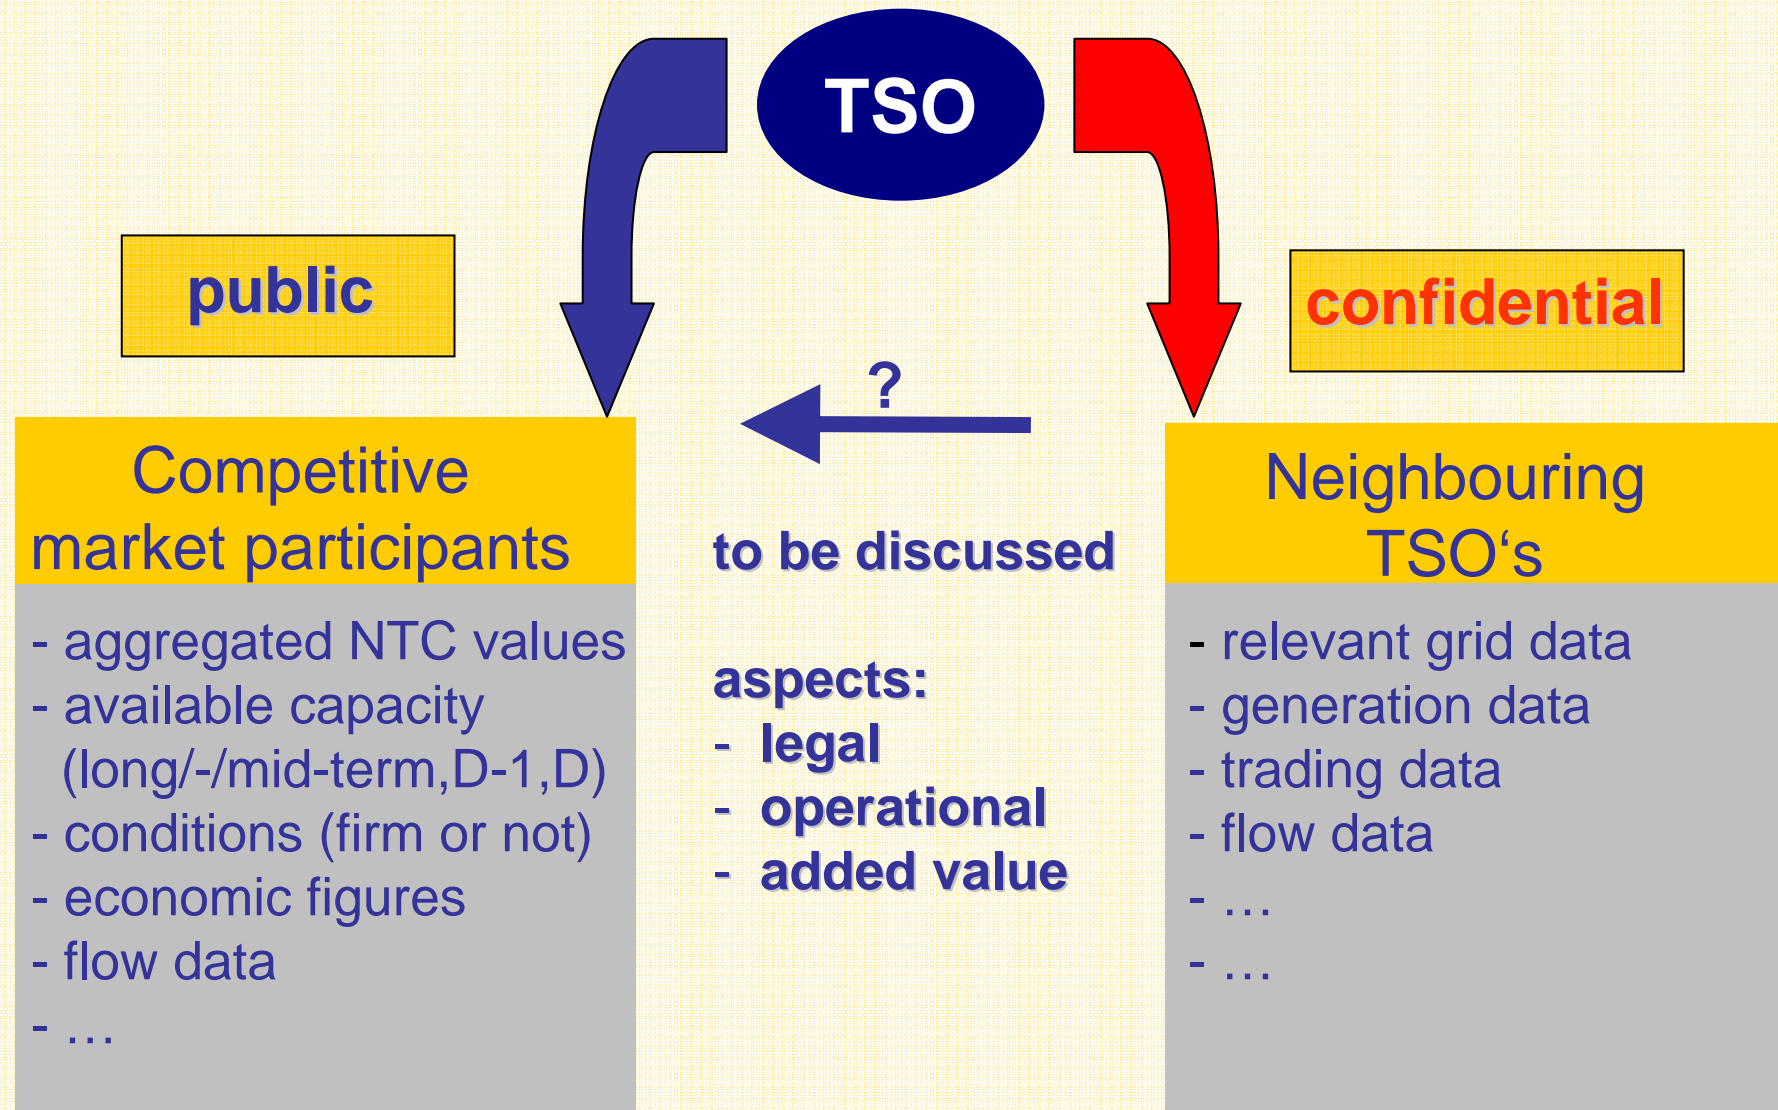 TSO
public
confidential
?
Competitive
market participants
- aggregated NTC values
- available capacity
(long/-/mid-term,D-1,D)
- conditions (firm or not)
- economic figures
- flow data
- …
to be discussed
aspects:
- legal
- operational
- added value
Neighbouring
TSO‘s
- relevant grid data
- generation data
- trading data
- flow data
- …
- …